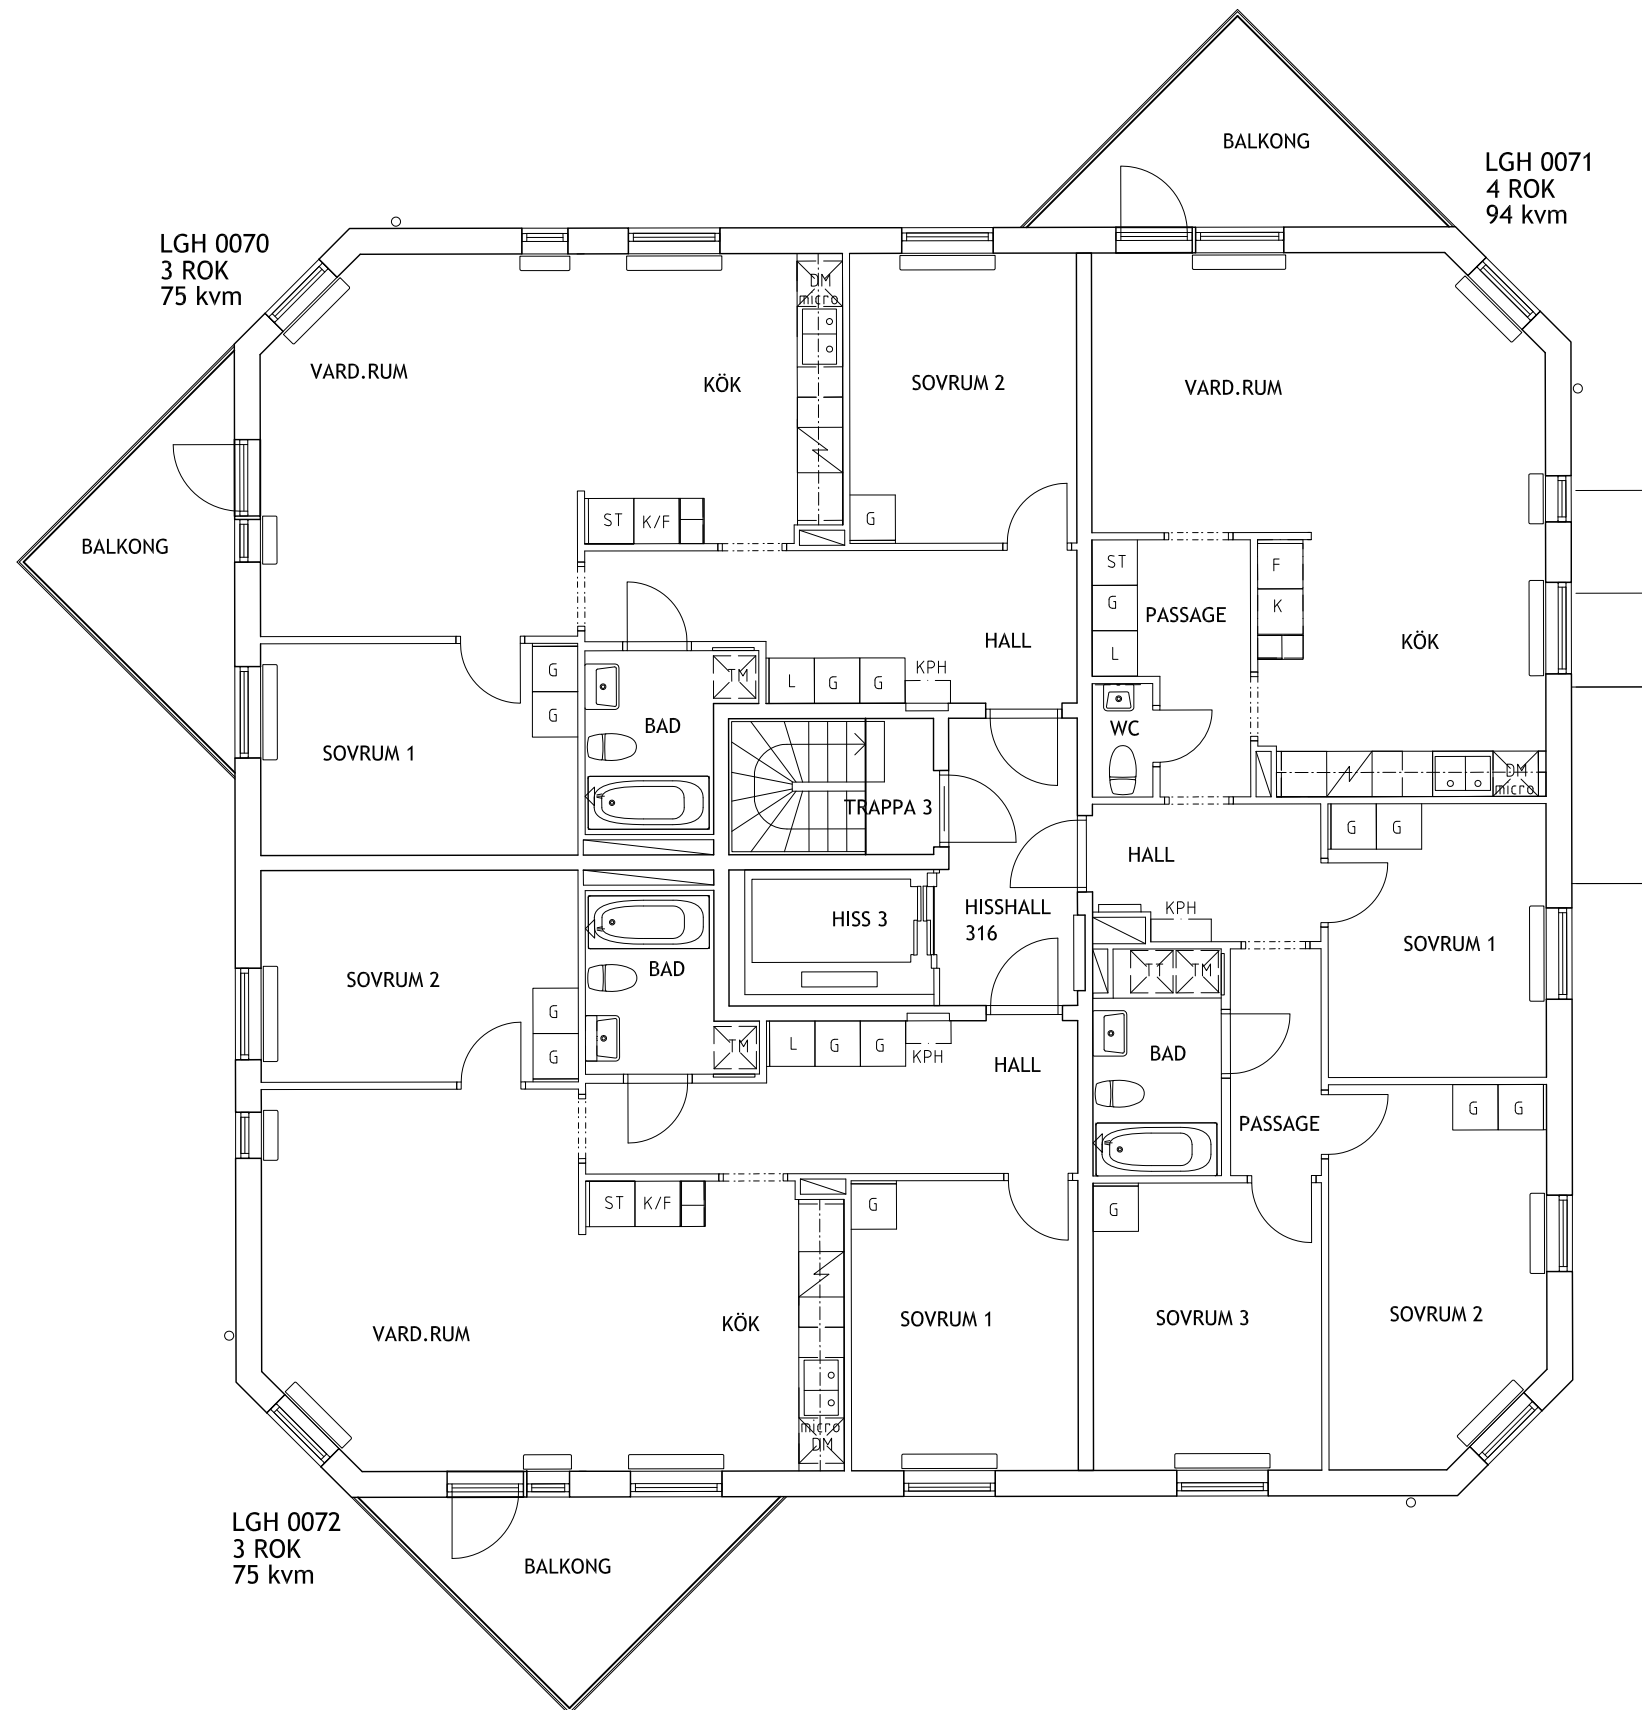 BALKONG
LGH 0071
4 ROK
94 kvm
LGH 0070
3 ROK
75 kvm
DM
micro
VARD.RUM
KÖK
SOVRUM 2
VARD.RUM
ST
K/F
G
BALKONG
ST
F
G
K
PASSAGE
L
HALL
KÖK
KPH
G
TM
L
G
G
G
BAD
WC
SOVRUM 1
DM
micro
TRAPPA 3
G
G
HALL
HISS 3
HISSHALL
316
KPH
SOVRUM 1
BAD
SOVRUM 2
TT
TM
G
G
TM
L
G
G
KPH
HALL
BAD
PASSAGE
G
G
ST
K/F
G
G
VARD.RUM
KÖK
SOVRUM 1
SOVRUM 3
SOVRUM 2
micro
DM
LGH 0072
3 ROK
75 kvm
BALKONG